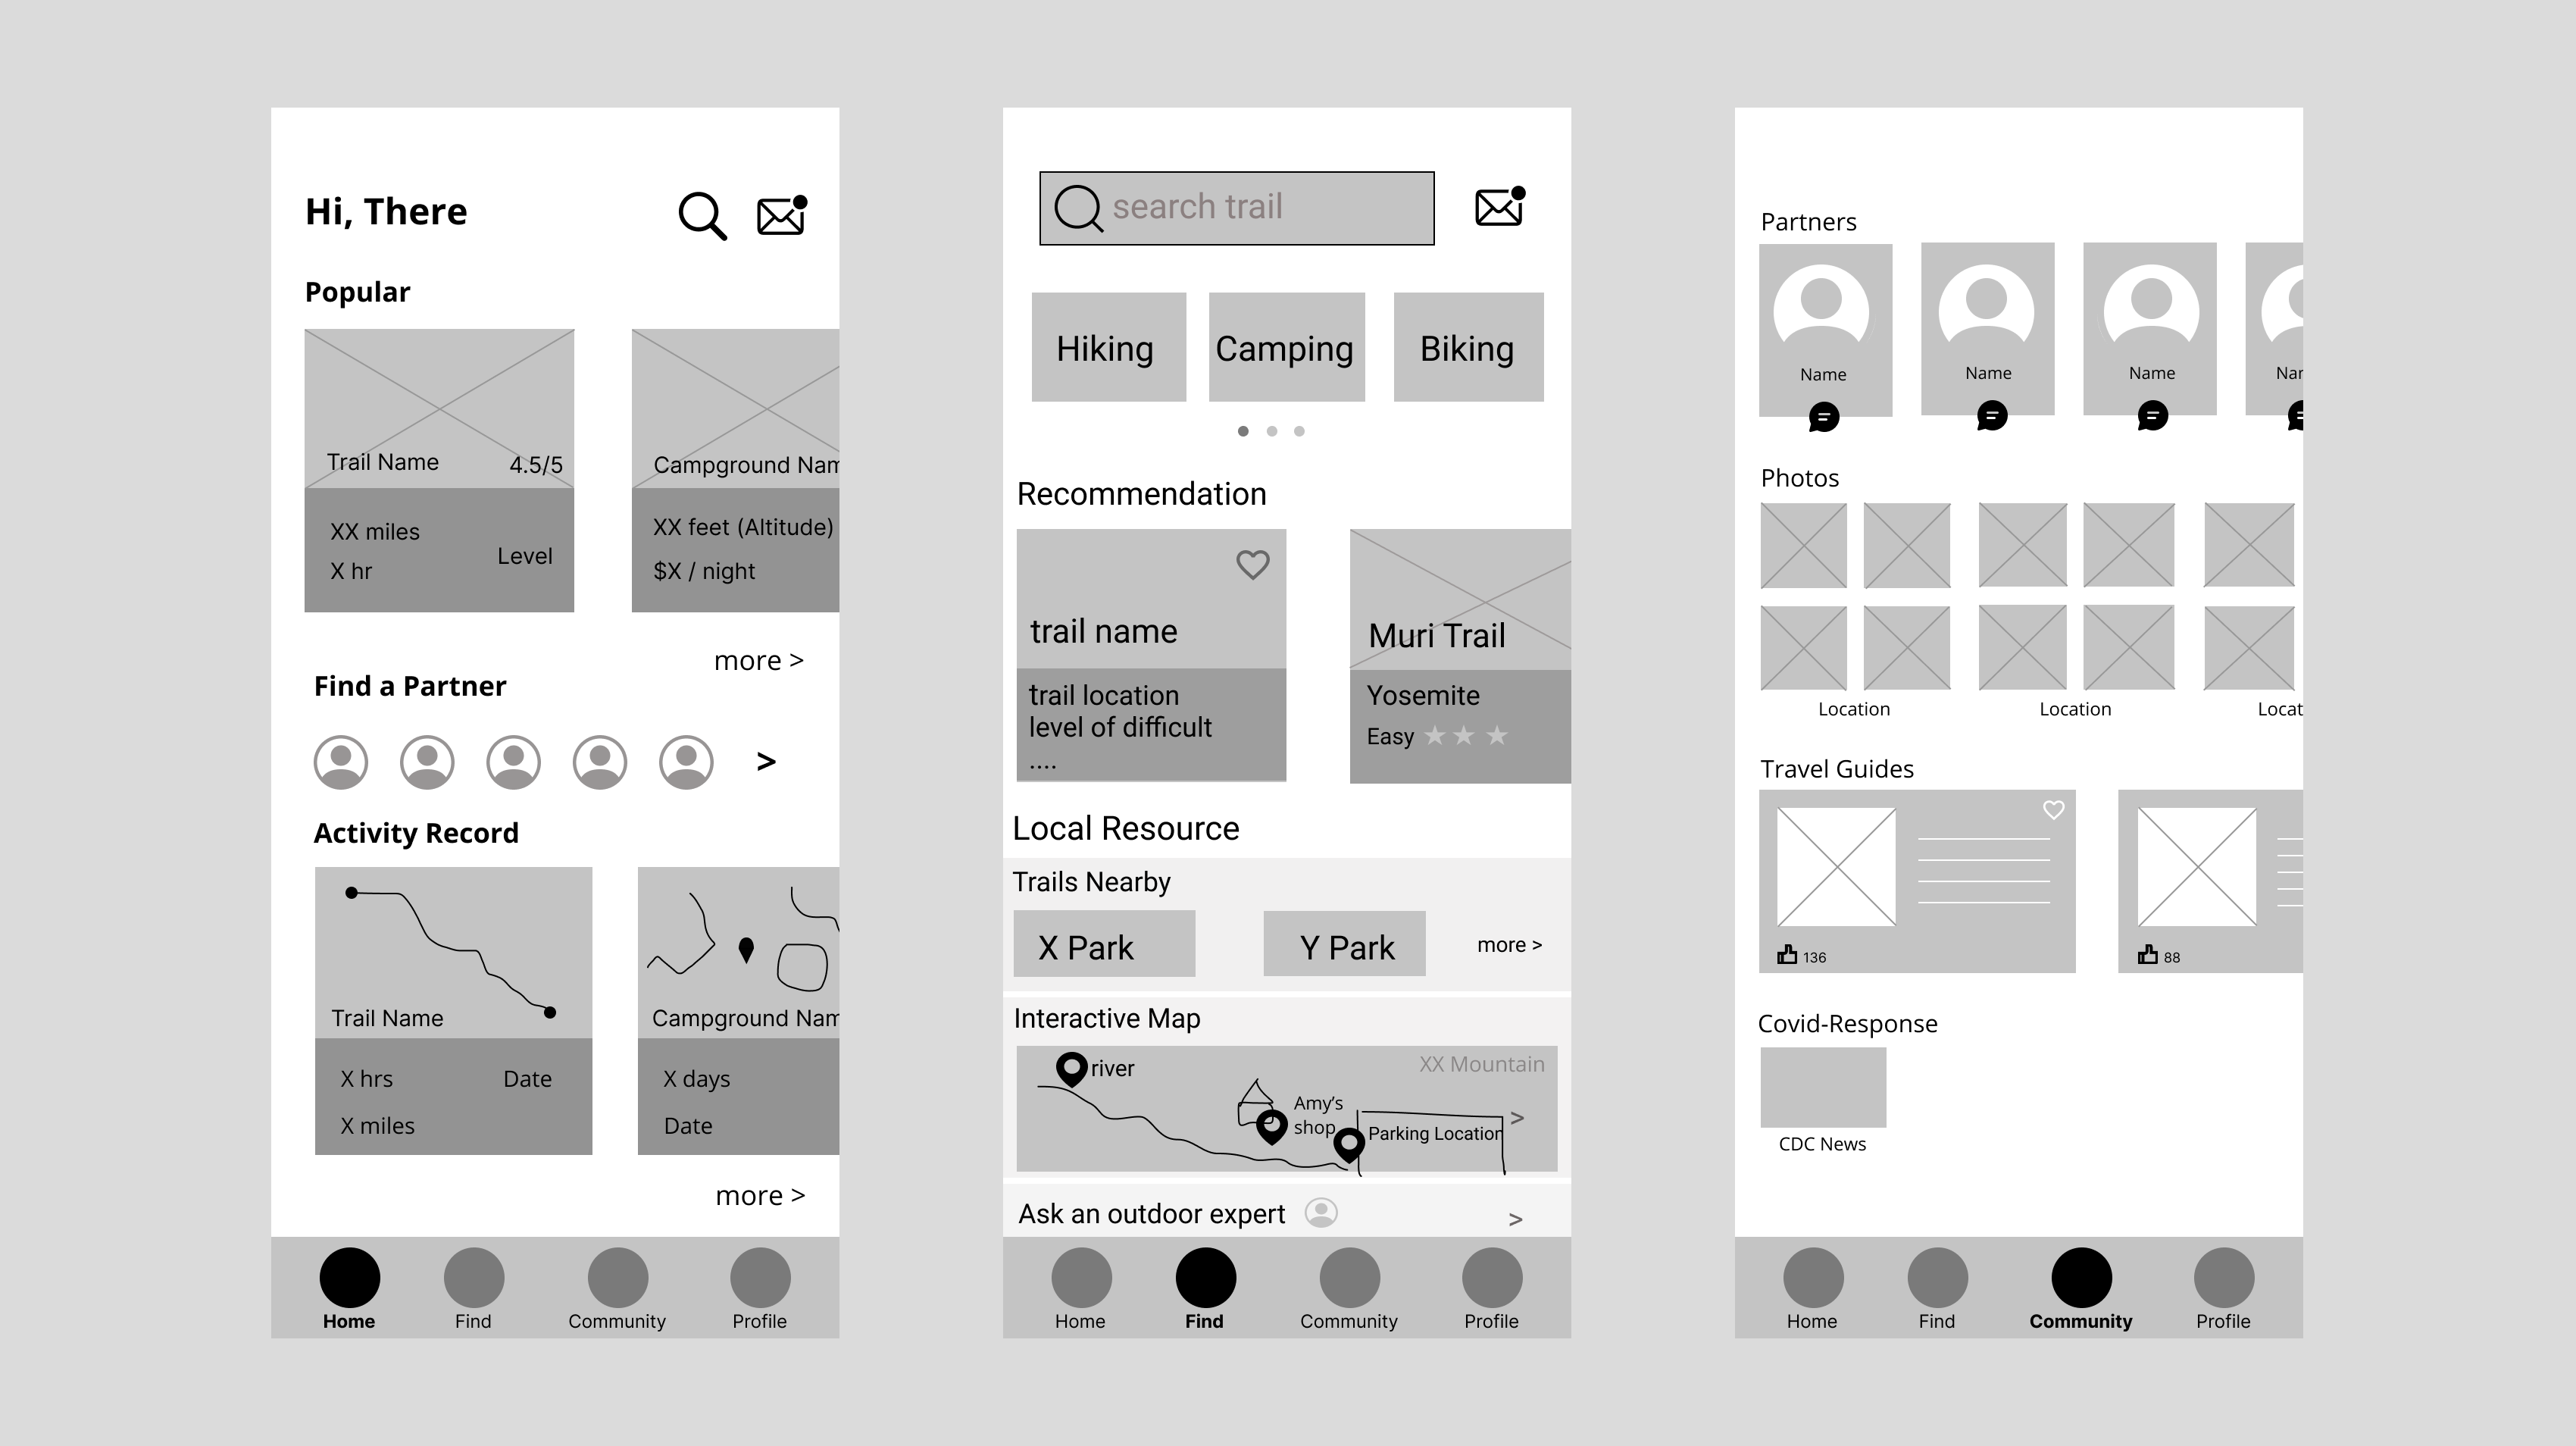 Hi, There
Popular
Trail Name 4.5/5
XX miles
Level
X hr
Campground Nam
XX feet (Altitude)
$X / night
more >
Find a Partner
>
Activity Record
Trail Name
X hrs Date
X miles
Campground Nam
X days
Date
more >
Home Find Community Profile
search trail
Hiking Camping Biking
Recommendation
trail name
trail location
level of difficult
....
Muri Trail
Yosemite
Easy
Local Resource
Trails Nearby
X Park Y Park more >
Interactive Map
XX Mountain
river
Amy's
shop
Parking Location
>
Ask an outdoor expert >
Home Find Community Profile
Partners
Name Name Name Nar
Photos
Location Location Locat
Travel Guides
136 88
Covid-Response
CDC News
Home Find Community Profile